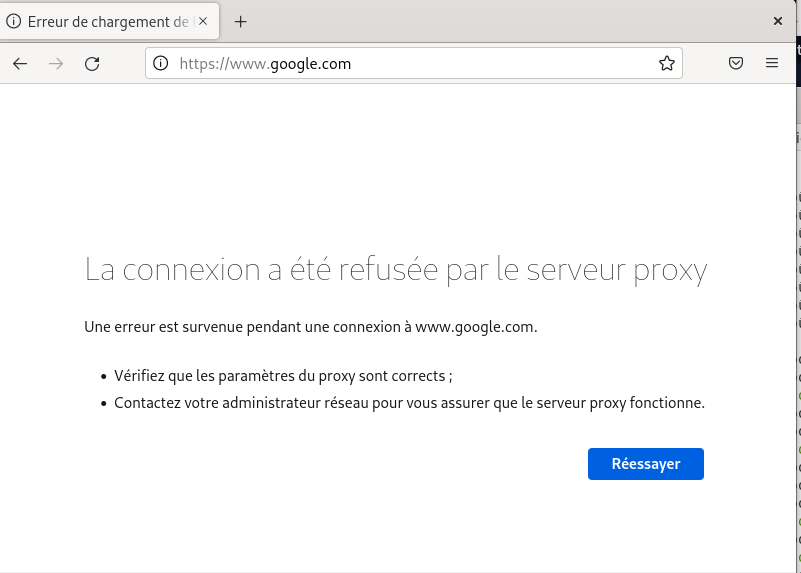 Erreur de chargement de
https://www.google.com
La connexion a été refusée par le serveur proxy
Une erreur est survenue pendant une connexion à www.google.com.
• Vérifiez que les paramètres du proxy sont corrects ;
• Contactez votre administrateur réseau pour vous assurer que le serveur proxy fonctionne.
Réessayer